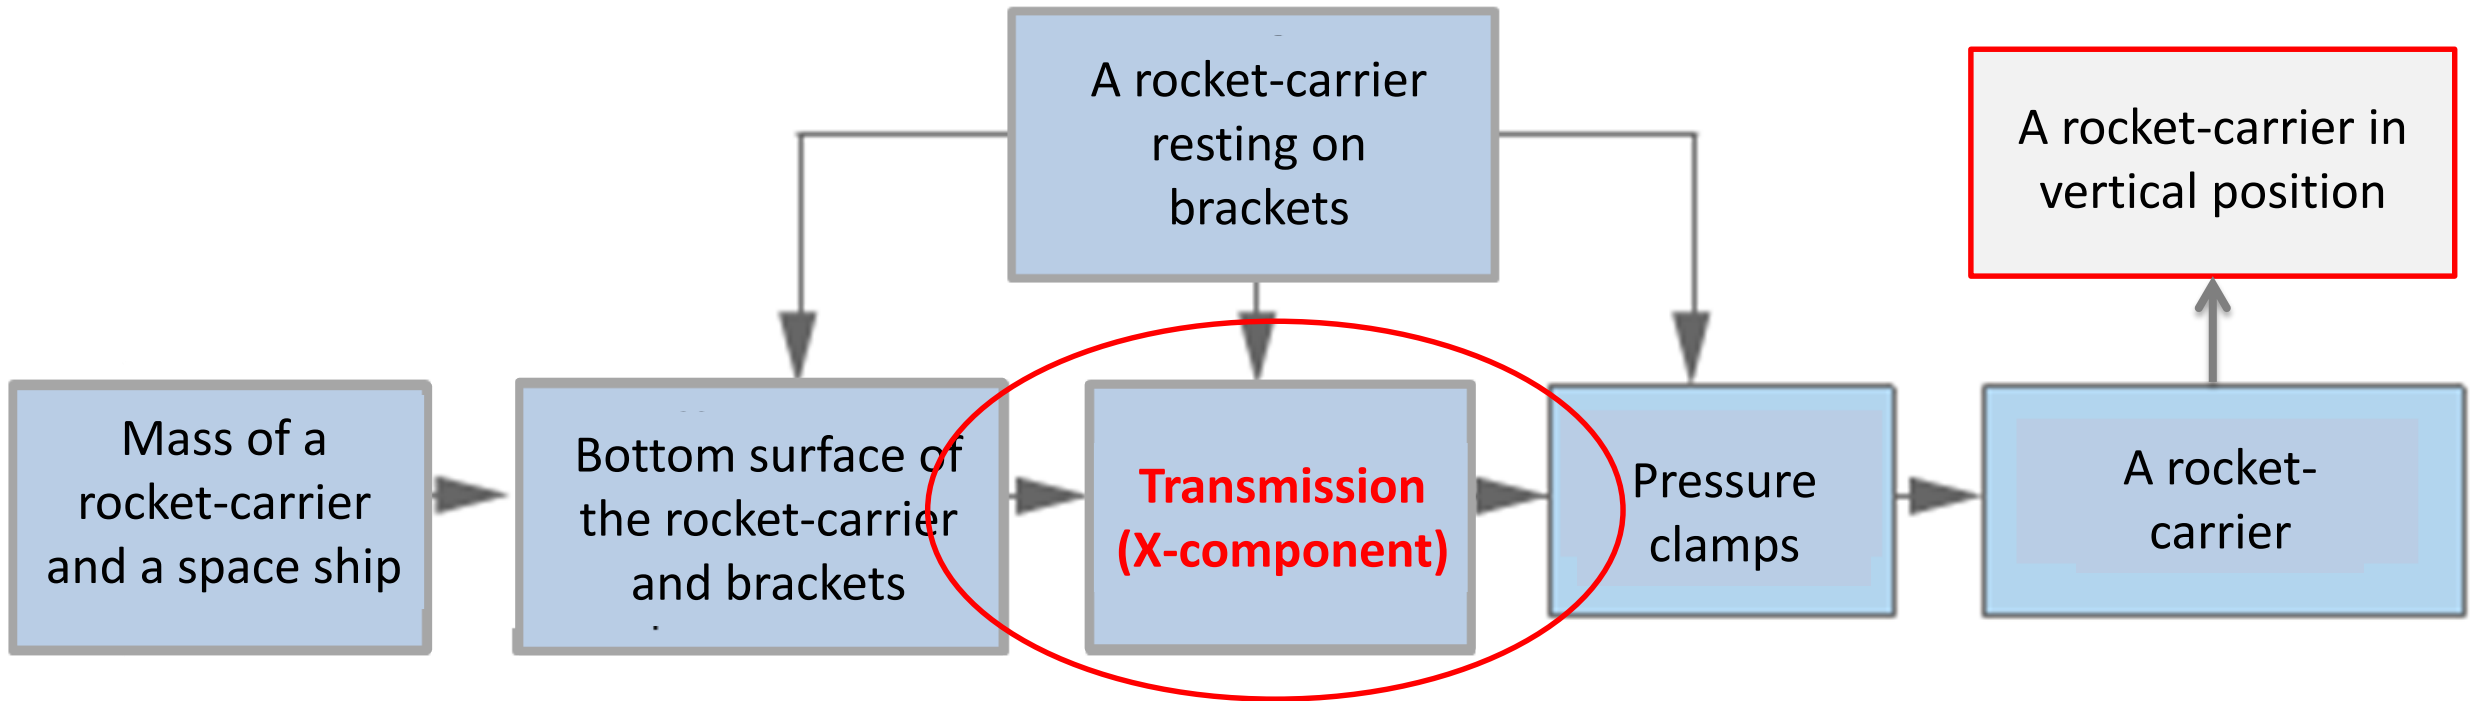 A rocket-carrier
resting on
brackets
A rocket-carrier in
vertical position
Mass of a
rocket-carrier
and a space ship
Bottom surface of
the rocket-carrier
and brackets
Transmission
(X-component)
Pressure
clamps
A rocket-
carrier